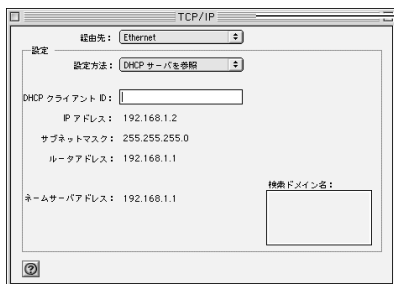 TCP/IP
経由先： Ethernet
設定
設定方法： DHCP サーバを参照
DHCP クライアント ID：
IP アドレス： 192.168.1.2
サブネットマスク： 255.255.255.0
ルータアドレス： 192.168.1.1
検索ドメイン名：
ネームサーバアドレス： 192.168.1.1
?